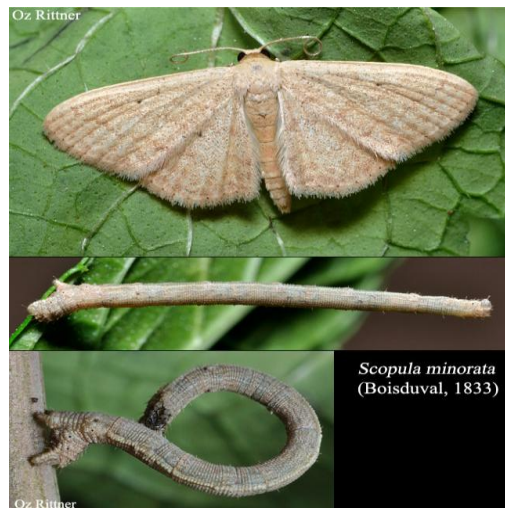 Oz Rittner
Scopula minorata
(Boisduval, 1833)
Oz Rittner